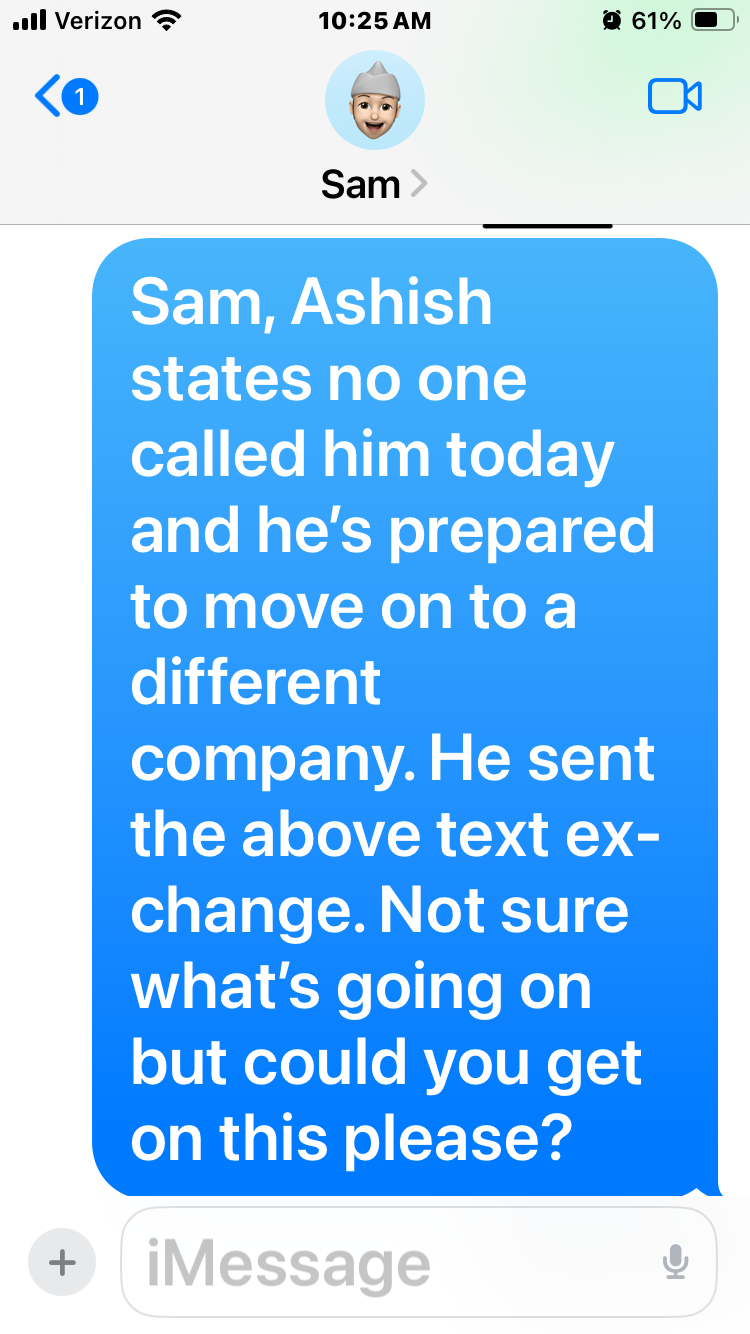 Verizon 10:25 AM 61%
1
Sam
Sam, Ashish
states no one
called him today
and he’s prepared
to move on to a
different
company. He sent
the above text ex-
change. Not sure
what’s going on
but could you get
on this please?
iMessage